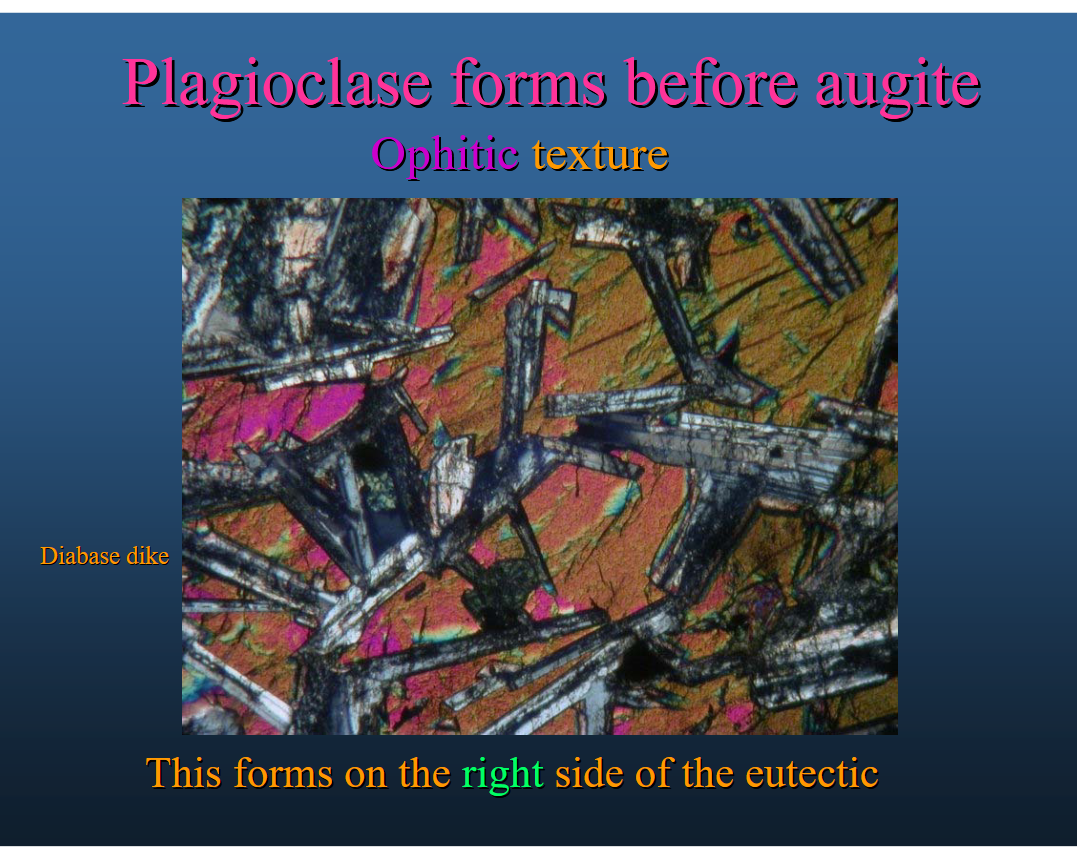 Plagioclase forms before augite
Ophitic texture
Diabase dike
This forms on the right side of the eutectic